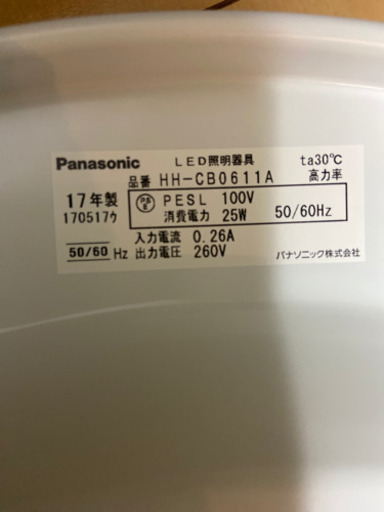 Panasonic LED照明器具 ta30℃
品番 HH-CB0611A 高力率
17年製 PESL 100V
170517ウ 消費電力 25W 50/60Hz
入力電流 0.26A
50/60 Hz 出力電圧 260V パナソニック株式会社